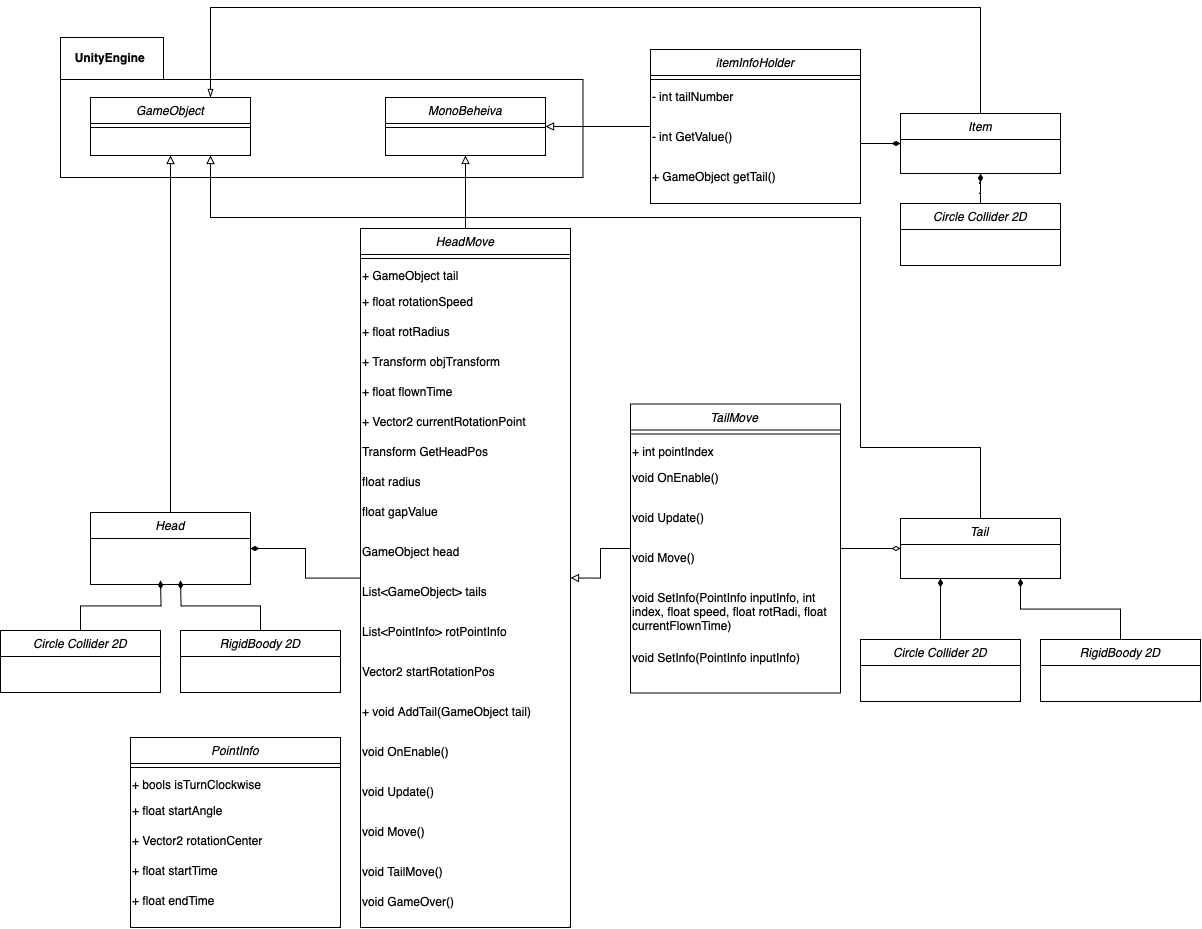 UnityEngine
GameObject
MonoBeheiva
itemInfoHolder
- int tailNumber
- int GetValue()
+ GameObject getTail()
Item
Circle Collider 2D
HeadMove
+ GameObject tail
+ float rotationSpeed
+ float rotRadius
+ Transform objTransform
+ float flownTime
+ Vector2 currentRotationPoint
Transform GetHeadPos
float radius
float gapValue
GameObject head
List<GameObject> tails
List<PointInfo> rotPointInfo
Vector2 startRotationPos
+ void AddTail(GameObject tail)
void OnEnable()
void Update()
void Move()
void TailMove()
void GameOver()
TailMove
+ int pointIndex
void OnEnable()
void Update()
void Move()
void SetInfo(PointInfo inputInfo, int
index, float speed, float rotRadi, float
currentFlownTime)
void SetInfo(PointInfo inputInfo)
Head
Circle Collider 2D
RigidBoody 2D
Tail
Circle Collider 2D
RigidBoody 2D
PointInfo
+ bools isTurnClockwise
+ float startAngle
+ Vector2 rotationCenter
+ float startTime
+ float endTime